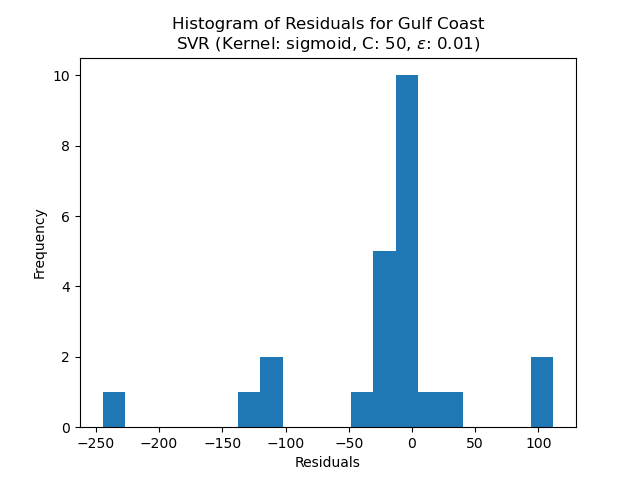 Histogram of Residuals for Gulf Coast
SVR (Kernel: sigmoid, C: 50, ε: 0.01)
10
8
6
4
2
0
Frequency
−250 −200 −150 −100 −50 0 50 100
Residuals